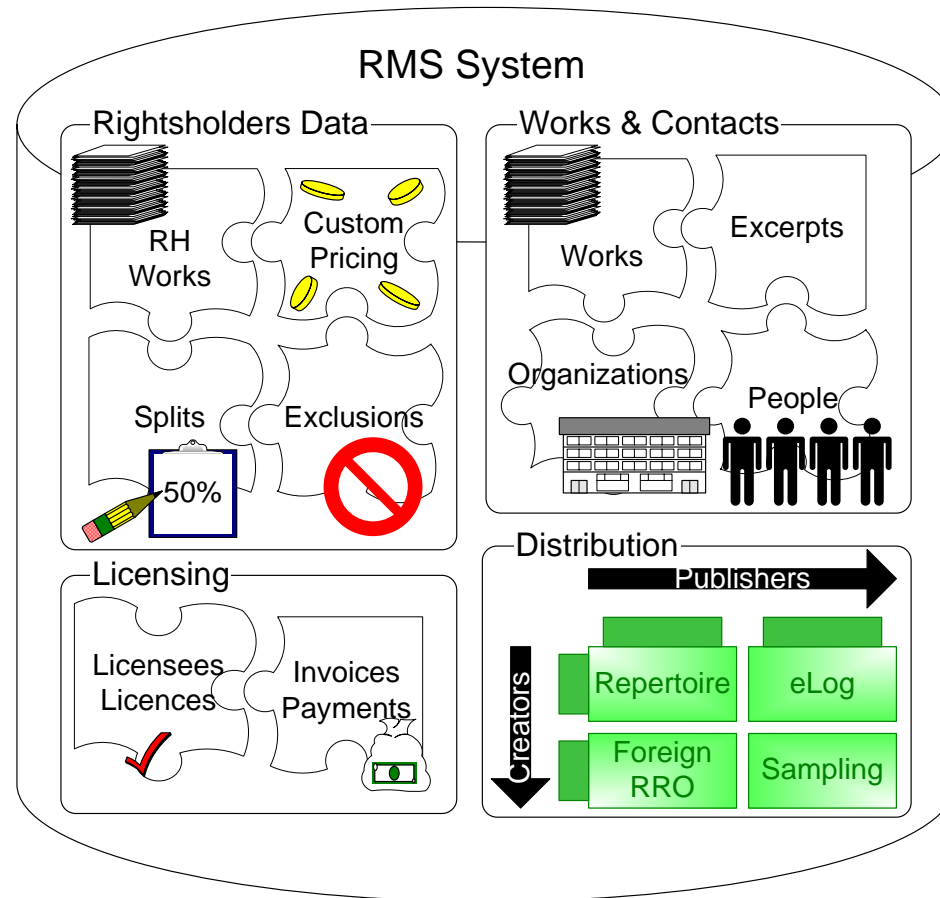 RMS System
Rightsholders Data
RH
Works
Custom
Pricing
Splits
50%
Exclusions
Works & Contacts
Works
Excerpts
Organizations
People
Licensing
Licensees
Licences
Invoices
Payments
Distribution
Publishers
Creators
Repertoire
eLog
Foreign
RRO
Sampling